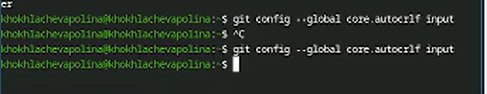 er
khokhlachevapolina@khokhlachevapolina:~$ git config --global core.autocrlf input
khokhlachevapolina@khokhlachevapolina:~$ ^C
khokhlachevapolina@khokhlachevapolina:~$ git config --global core.autocrlf input
khokhlachevapolina@khokhlachevapolina:~$